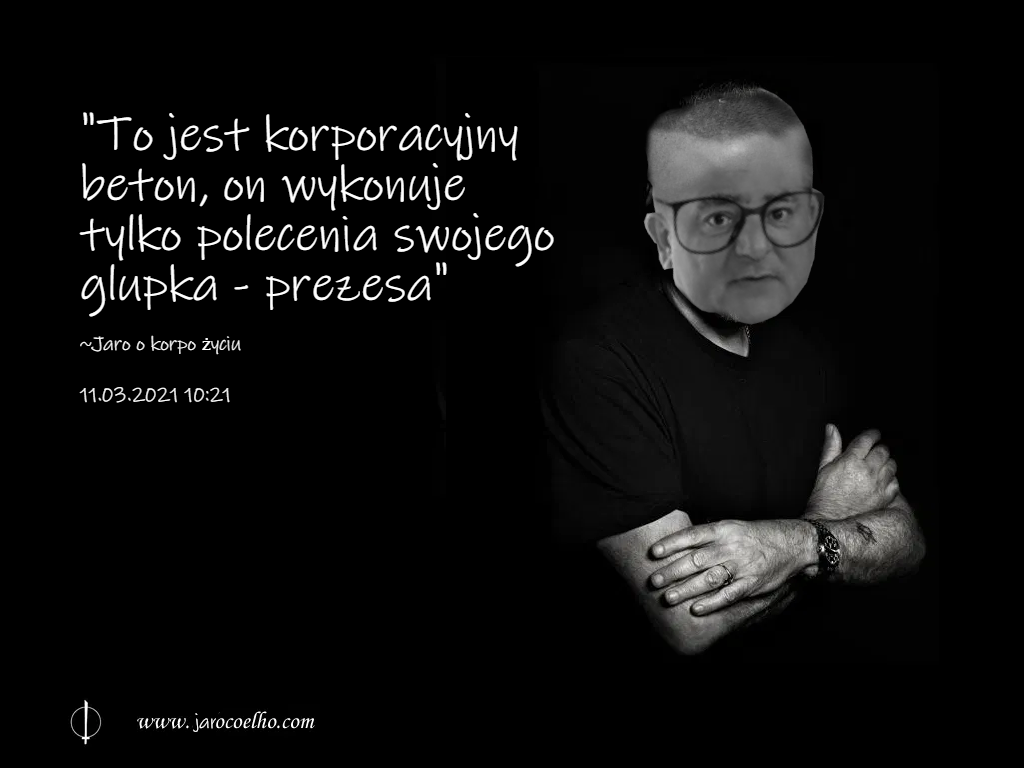 "To jest korporacyjny
beton, on wykonuje
tylko polecenia swojego
glupka - prezesa"
~Jaro o korpo życiu
11.03.2021 10:21
www.jarocoelho.com